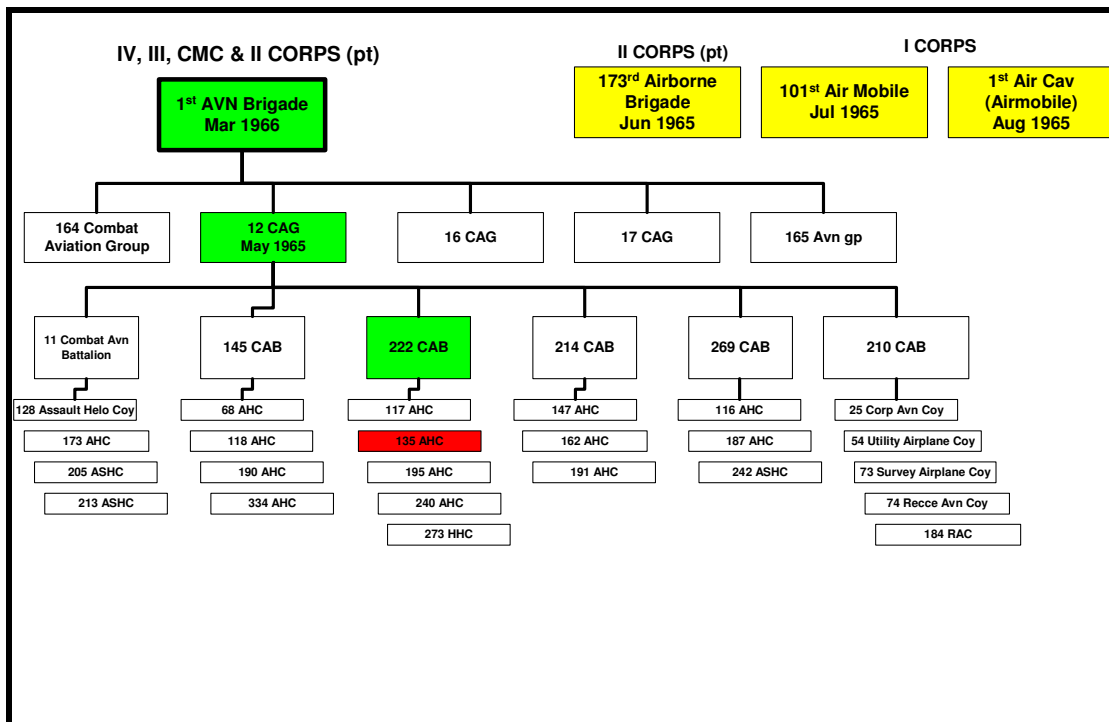 IV, III, CMC & II CORPS (pt)
II CORPS (pt)
I CORPS
1st AVN Brigade
Mar 1966
173rd Airborne
Brigade
Jun 1965
101st Air Mobile
Jul 1965
1st Air Cav
(Airmobile)
Aug 1965
164 Combat
Aviation Group
12 CAG
May 1965
16 CAG
17 CAG
165 Avn gp
11 Combat Avn
Battalion
145 CAB
222 CAB
214 CAB
269 CAB
210 CAB
128 Assault Helo Coy
173 AHC
205 ASHC
213 ASHC
68 AHC
118 AHC
190 AHC
334 AHC
117 AHC
135 AHC
195 AHC
240 AHC
273 HHC
147 AHC
162 AHC
191 AHC
116 AHC
187 AHC
242 ASHC
25 Corp Avn Coy
54 Utility Airplane Coy
73 Survey Airplane Coy
74 Recce Avn Coy
184 RAC